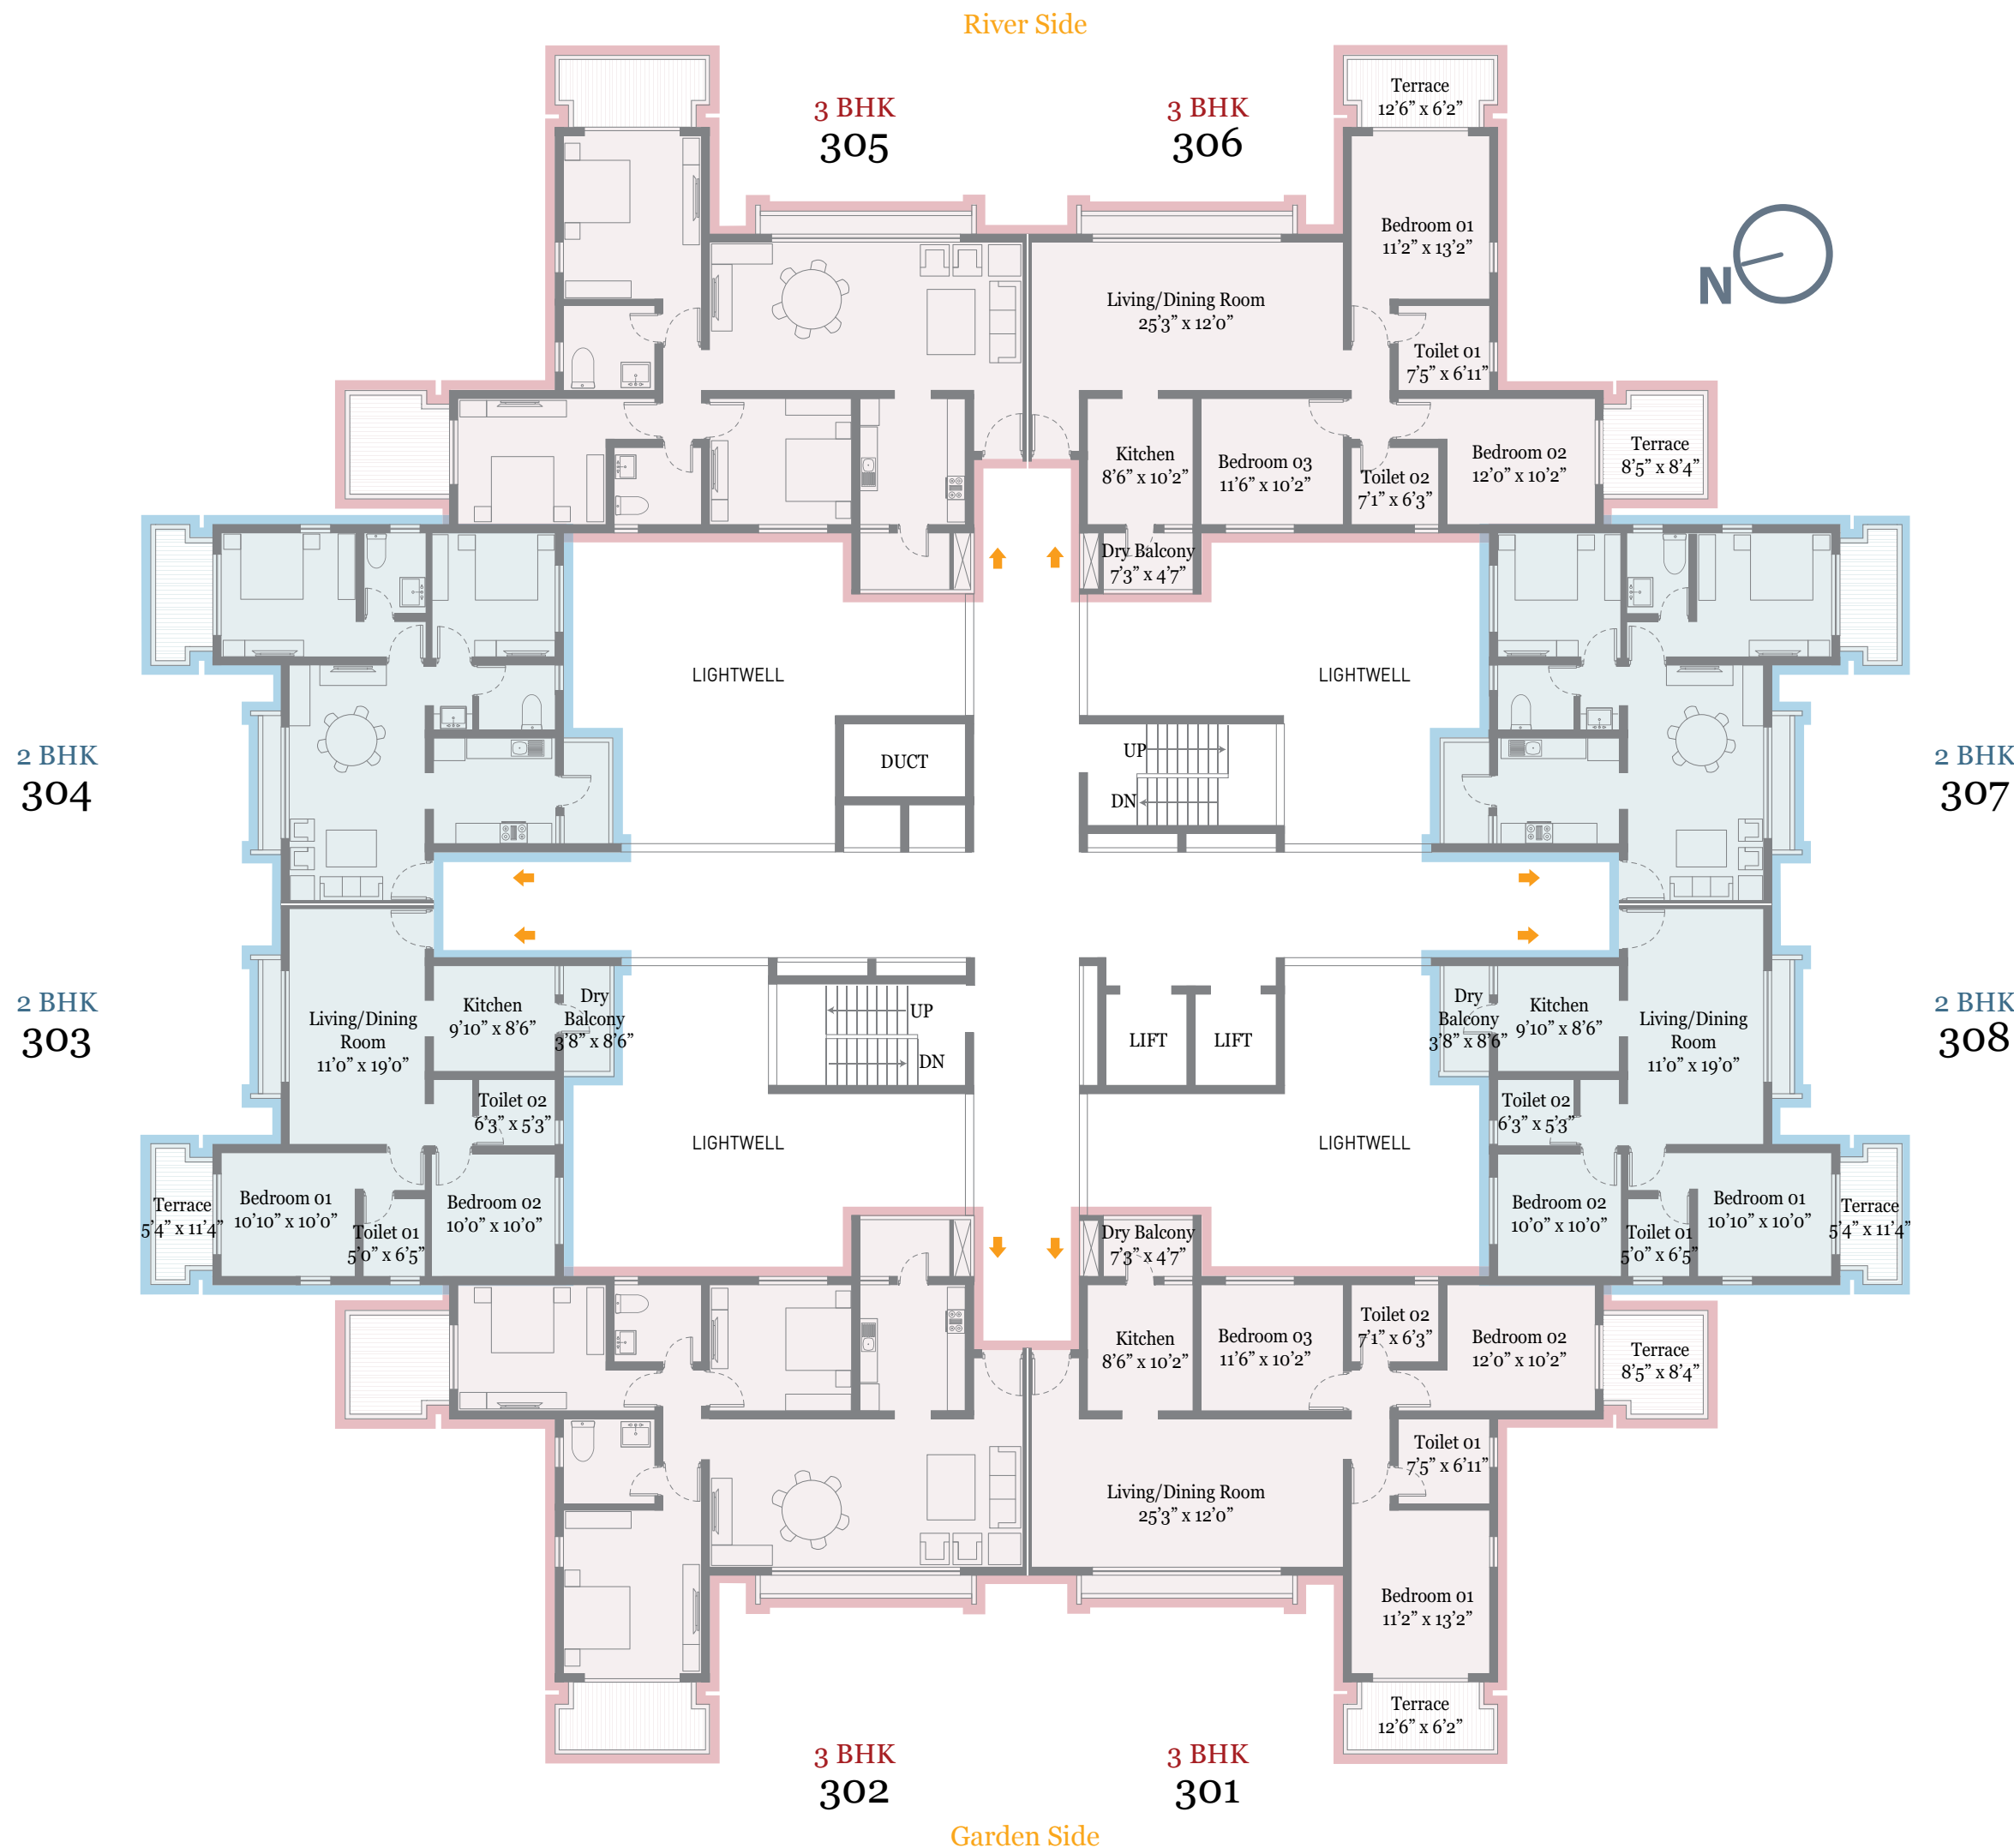 River Side
3 BHK
305
3 BHK
306
Terrace
12’6” x 6’2”
Bedroom 01
11’2” x 13’2”
N
Living/Dining Room
25’3” x 12’0”
Toilet 01
7’5” x 6’11”
Kitchen
8’6” x 10’2”
Bedroom 03
11’6” x 10’2”
Toilet 02
7’1” x 6’3”
Bedroom 02
12’0” x 10’2”
Terrace
8’5” x 8’4”
Dry Balcony
7’3” x 4’7”
LIGHTWELL
LIGHTWELL
2 BHK
304
DUCT
UP
DN
2 BHK
307
2 BHK
303
Living/Dining
Room
11’0” x 19’0”
Kitchen
9’10” x 8’6”
Dry
Balcony
3’8” x 8’6”
Toilet 02
6’3” x 5’3”
UP
DN
LIFT
LIFT
Dry
Balcony
3’8” x 8’6”
Kitchen
9’10” x 8’6”
Living/Dining
Room
11’0” x 19’0”
Toilet 02
6’3” x 5’3”
2 BHK
308
LIGHTWELL
LIGHTWELL
Terrace
5’4” x 11’4”
Bedroom 01
10’10” x 10’0”
Toilet 01
5’0” x 6’5”
Bedroom 02
10’0” x 10’0”
Bedroom 02
10’0” x 10’0”
Toilet 01
5’0” x 6’5”
Bedroom 01
10’10” x 10’0”
Terrace
5’4” x 11’4”
Dry Balcony
7’3” x 4’7”
Kitchen
8’6” x 10’2”
Bedroom 03
11’6” x 10’2”
Toilet 02
7’1” x 6’3”
Bedroom 02
12’0” x 10’2”
Terrace
8’5” x 8’4”
Toilet 01
7’5” x 6’11”
Living/Dining Room
25’3” x 12’0”
Bedroom 01
11’2” x 13’2”
Terrace
12’6” x 6’2”
3 BHK
302
3 BHK
301
Garden Side